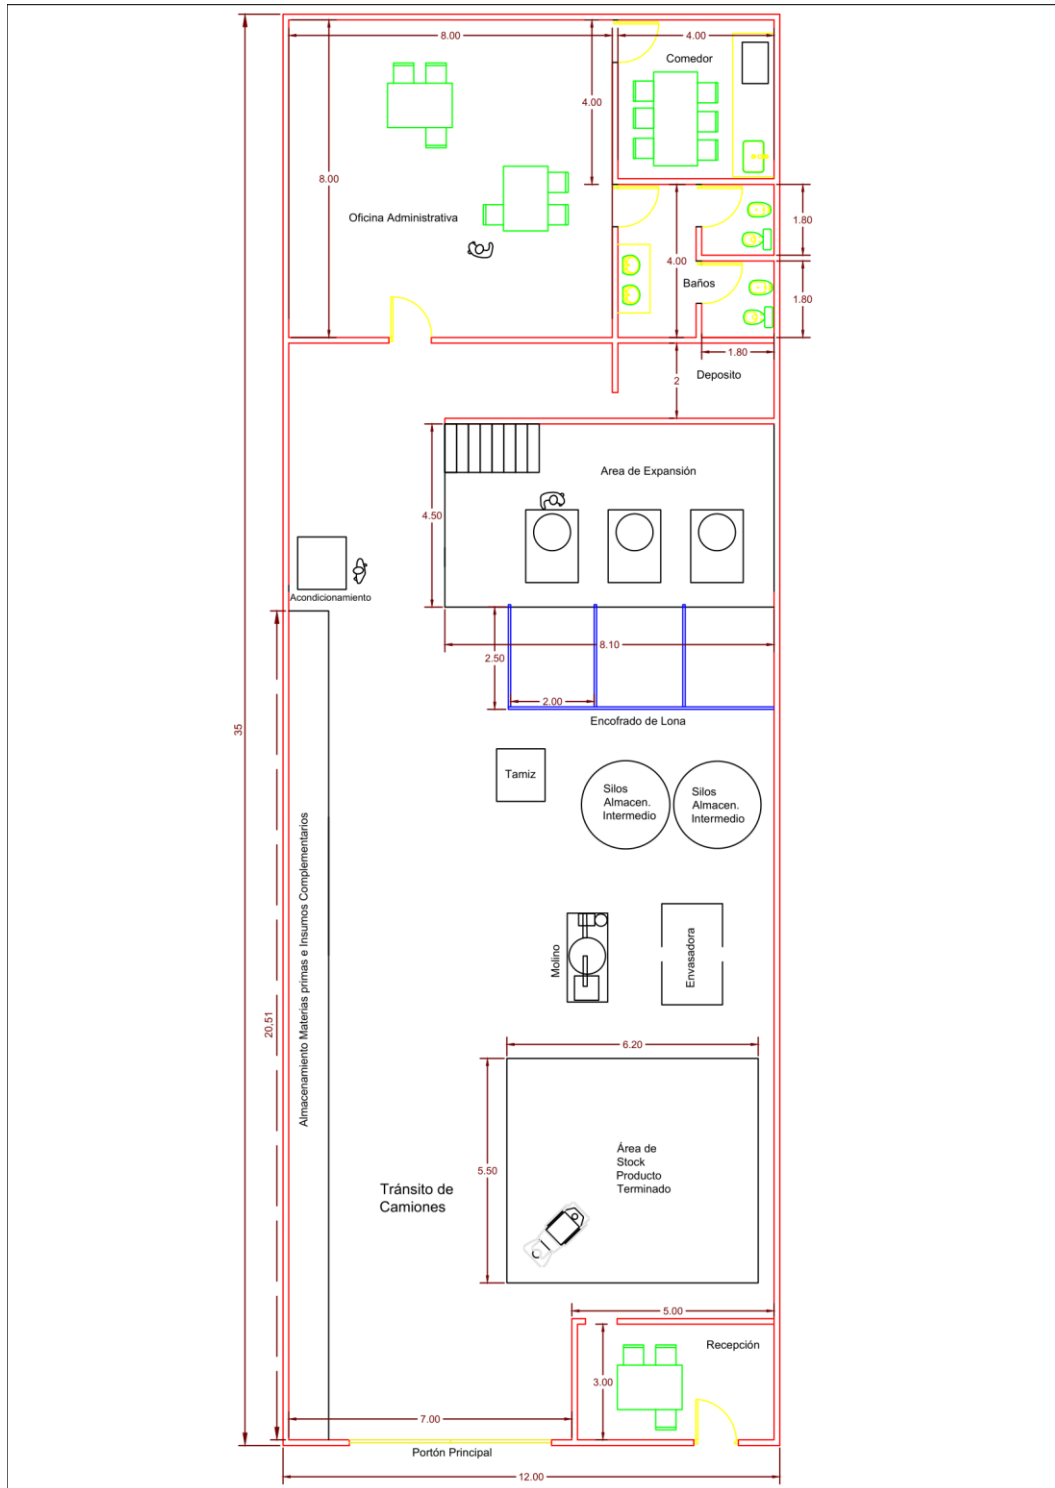 8.00
4.00
Comedor
4.00
8.00
Oficina Administrativa
1.80
4.00
Baños
1.80
1.80
Deposito
2
Area de Expansión
4.50
Acondicionamiento
8.10
2.50
2.00
Encofrado de Lona
35
Tamiz
Silos
Almacen.
Intermedio
Silos
Almacen.
Intermedio
Almacenamiento Materias primas e Insumos Complementarios
Molino
Envasadora
20,51
6.20
5.50
Área de
Stock
Producto
Terminado
Tránsito de
Camiones
5.00
Recepción
3.00
7.00
Portón Principal
12.00